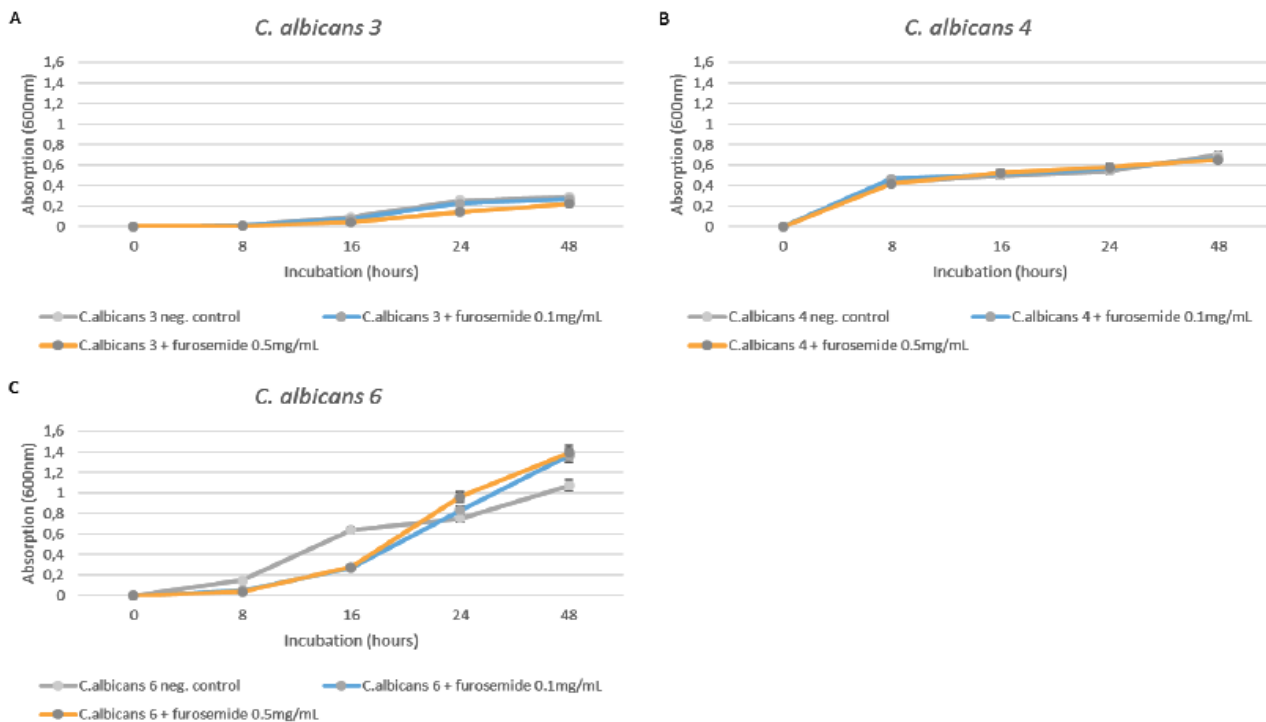 A
C. albicans 3
1,6
1,4
1,2
1
0,8
0,6
0,4
0,2
0
Absorption (600nm)
0 8 16 24 48
Incubation (hours)
C.albicans 3 neg. control C.albicans 3 + furosemide 0.1mg/mL
C.albicans 3 + furosemide 0.5mg/mL
B
C. albicans 4
1,6
1,4
1,2
1
0,8
0,6
0,4
0,2
0
Absorption (600nm)
0 8 16 24 48
Incubation (hours)
C.albicans 4 neg. control C.albicans 4 + furosemide 0.1mg/mL
C.albicans 4 + furosemide 0.5mg/mL
C
C. albicans 6
1,6
1,4
1,2
1
0,8
0,6
0,4
0,2
0
Absorption (600nm)
0 8 16 24 48
Incubation (hours)
C.albicans 6 neg. control C.albicans 6 + furosemide 0.1mg/mL
C.albicans 6 + furosemide 0.5mg/mL